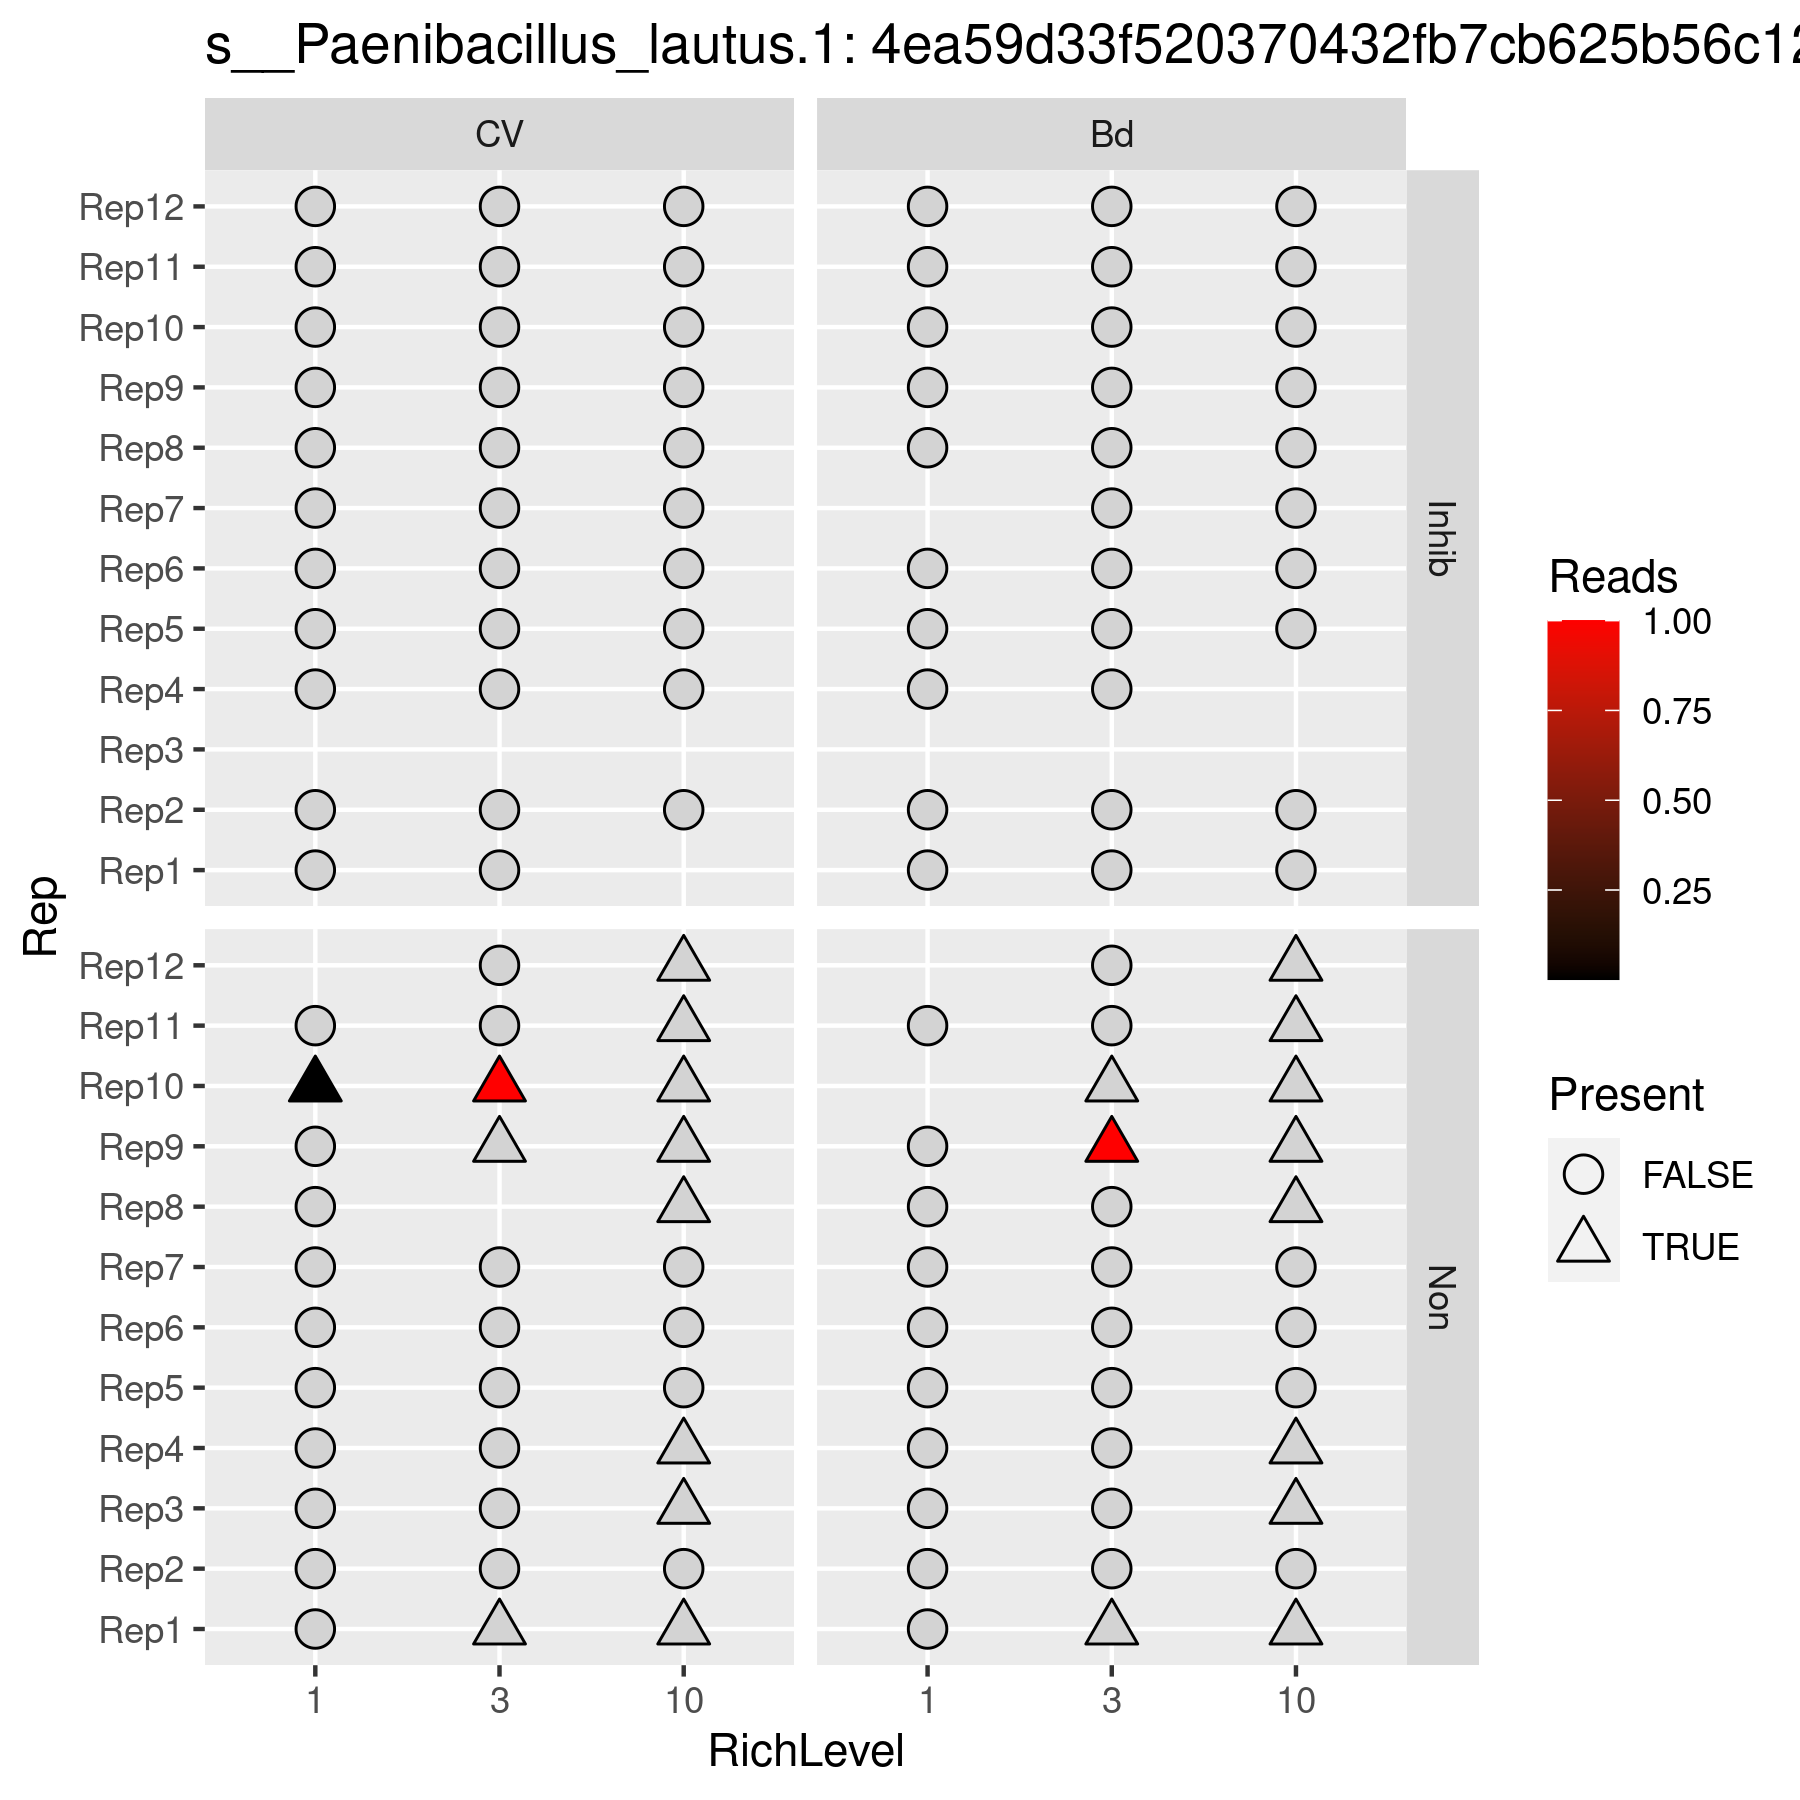 s__Paenibacillus_lautus.1: 4ea59d33f520370432fb7cb625b56c12
CV
Bd
Rep12
Rep11
Rep10
Rep9
Rep8
Rep7
Rep6
Rep5
Rep4
Rep3
Rep2
Rep1
Inhib
Rep12
Rep11
Rep10
Rep9
Rep8
Rep7
Rep6
Rep5
Rep4
Rep3
Rep2
Rep1
Non
Rep
1
3
10
1
3
10
RichLevel
Reads
1.00
0.75
0.50
0.25
Present
FALSE
TRUE